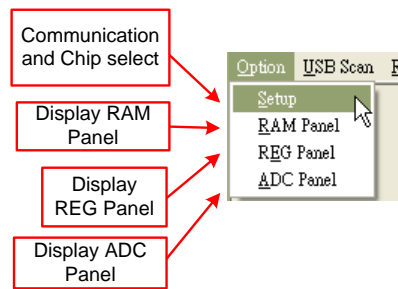 Communication
and Chip select
Option USB Scan
Setup
Display RAM
Panel
RAM Panel
REG Panel
Display
REG Panel
ADC Panel
Display ADC
Panel